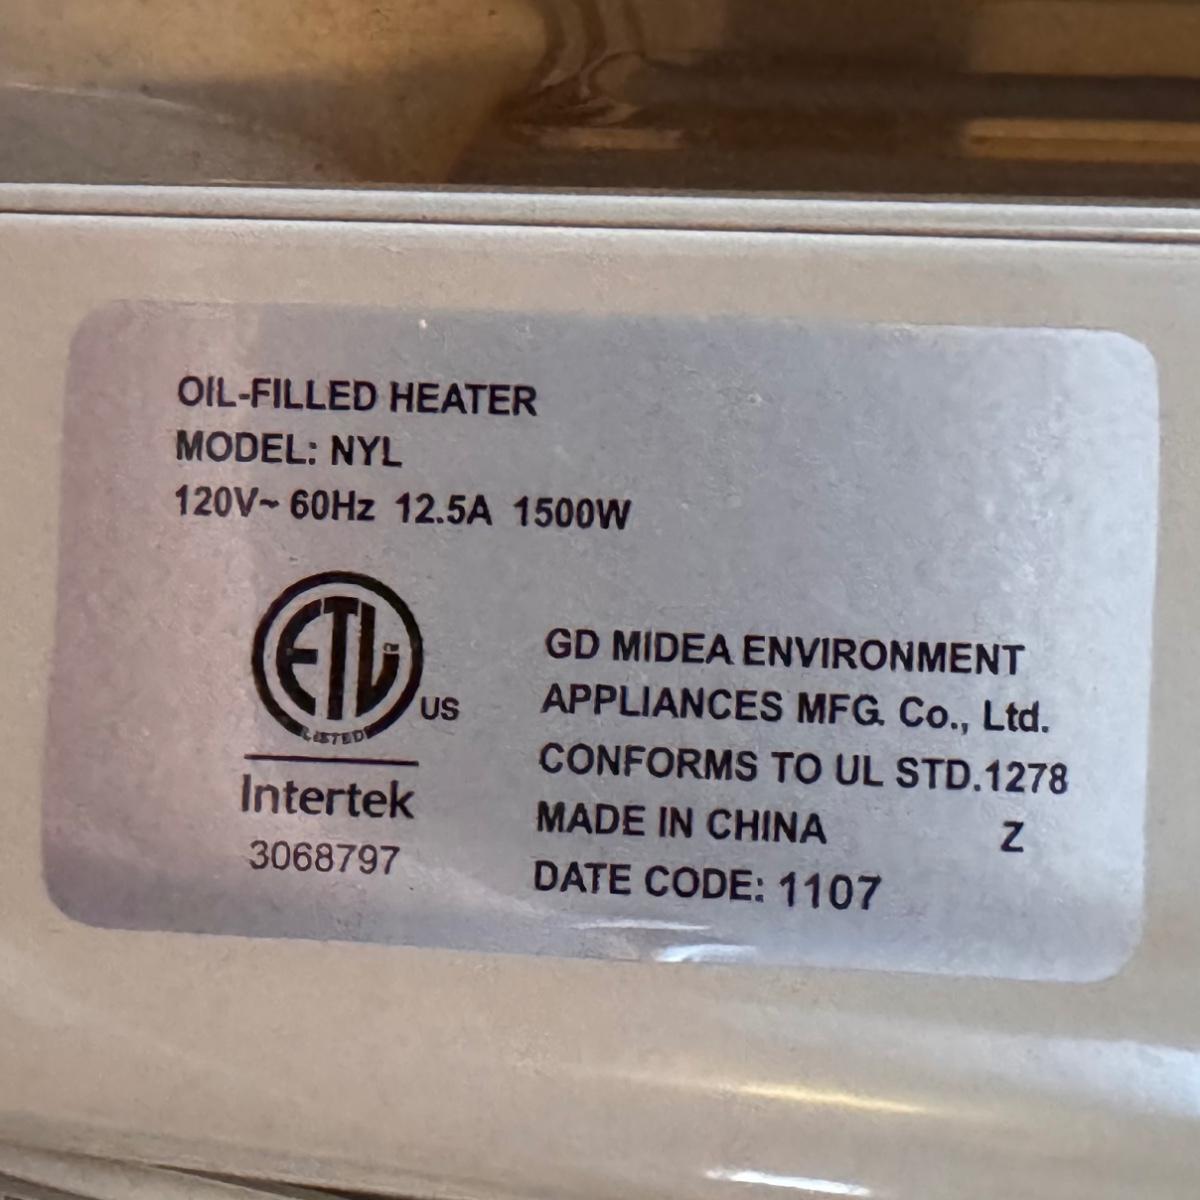 OIL-FILLED HEATER
MODEL: NYL
120V~ 60Hz 12.5A 1500W
ETL
US
LISTED
Intertek
3068797
GD MIDEA ENVIRONMENT
APPLIANCES MFG. Co., Ltd.
CONFORMS TO UL STD.1278
MADE IN CHINA Z
DATE CODE: 1107